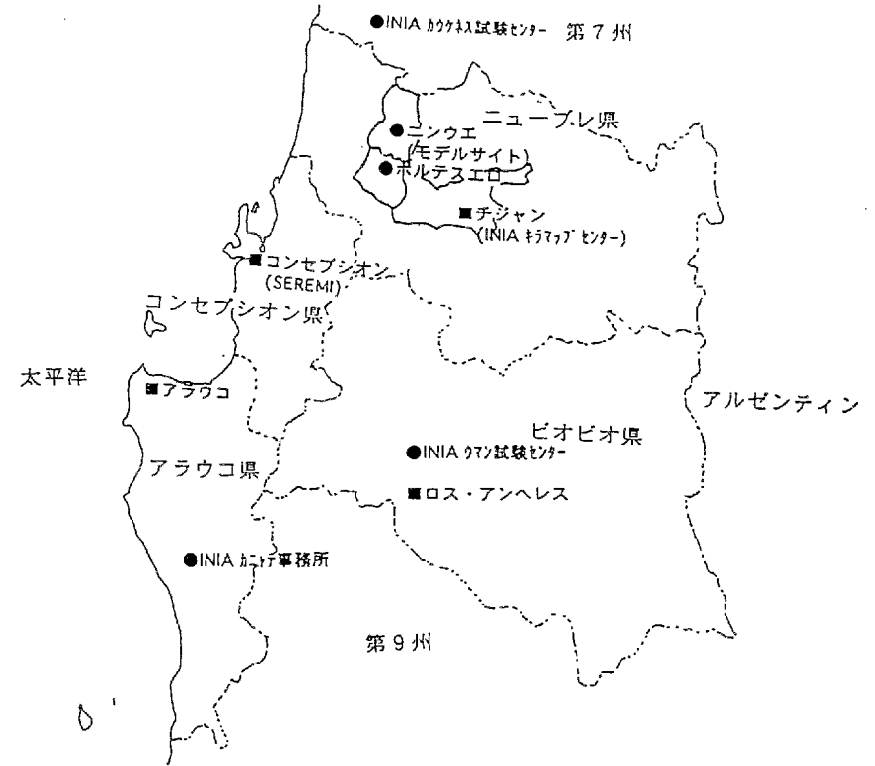 INIA カウケネス試験センター 第7州
ニューブレ県
ニンウエ
(モデルサイト)
ポルテスエロ
チジャン
(INIA キラマップセンター)
コンセプシオン
(SEREMI)
コンセプシオン県
太平洋
アラウコ
アルゼンティン
ビオビオ県
INIA ウマン試験センター
アラウコ県
ロス・アンヘレス
INIA カニェテ事務所
第9州